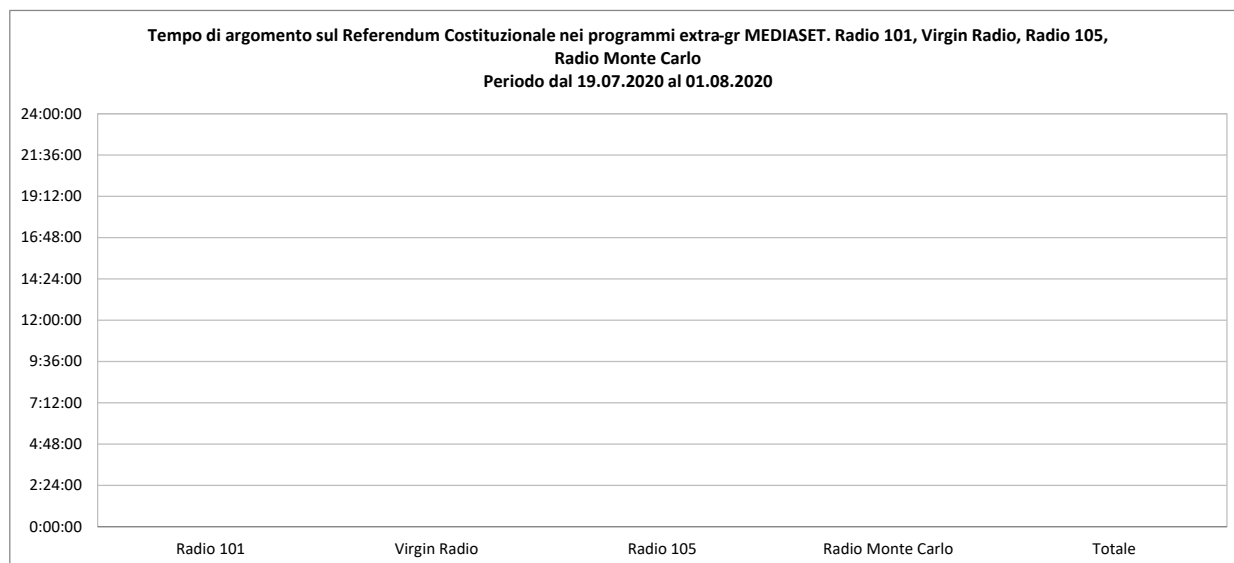 Tempo di argomento sul Referendum Costituzionale nei programmi extra-gr MEDIASET. Radio 101, Virgin Radio, Radio 105,
Radio Monte Carlo
Periodo dal 19.07.2020 al 01.08.2020
24:00:00
21:36:00
19:12:00
16:48:00
14:24:00
12:00:00
9:36:00
7:12:00
4:48:00
2:24:00
0:00:00
Radio 101 Virgin Radio Radio 105 Radio Monte Carlo Totale